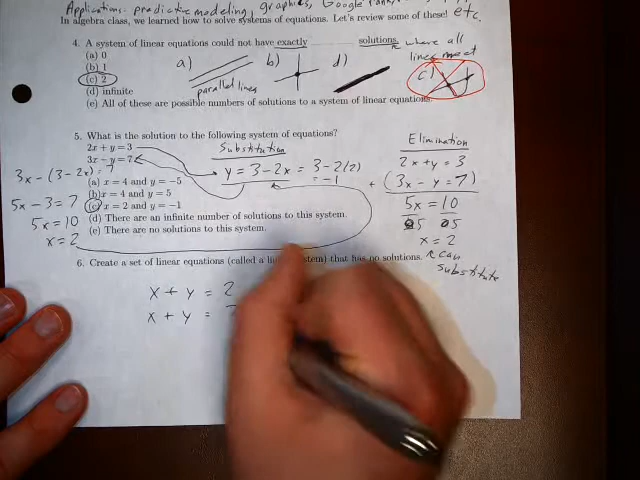 Applications: predictive modeling, graphics, Google
etc.
In algebra class, we learned how to solve systems of equations. Let's review some of these!
4. A system of linear equations could not have exactly ______ solutions.
where all
lines meet
(a) 0
(b) 1
(c) 2
(d) infinite
(e) All of these are possible numbers of solutions to a system of linear equations.
a)
parallel lines
b)
d)
c)
5. What is the solution to the following system of equations?
2x + y = 3
3x − y = 7
(a) x = 4 and y = −5
(b) x = 4 and y = 5
(c) x = 2 and y = −1
(d) There are an infinite number of solutions to this system.
(e) There are no solutions to this system.
3x - (3 - 2x) = 7
5x - 3 = 7
5x = 10
x = 2
Substitution
y = 3 - 2x = 3 - 2(2)
= -1
Elimination
2x + y = 3
+ (3x - y = 7)
5x = 10
5 5
x = 2
can
substitute
6. Create a set of linear equations (called a linear system) that has no solutions.
x + y = 2
x + y =